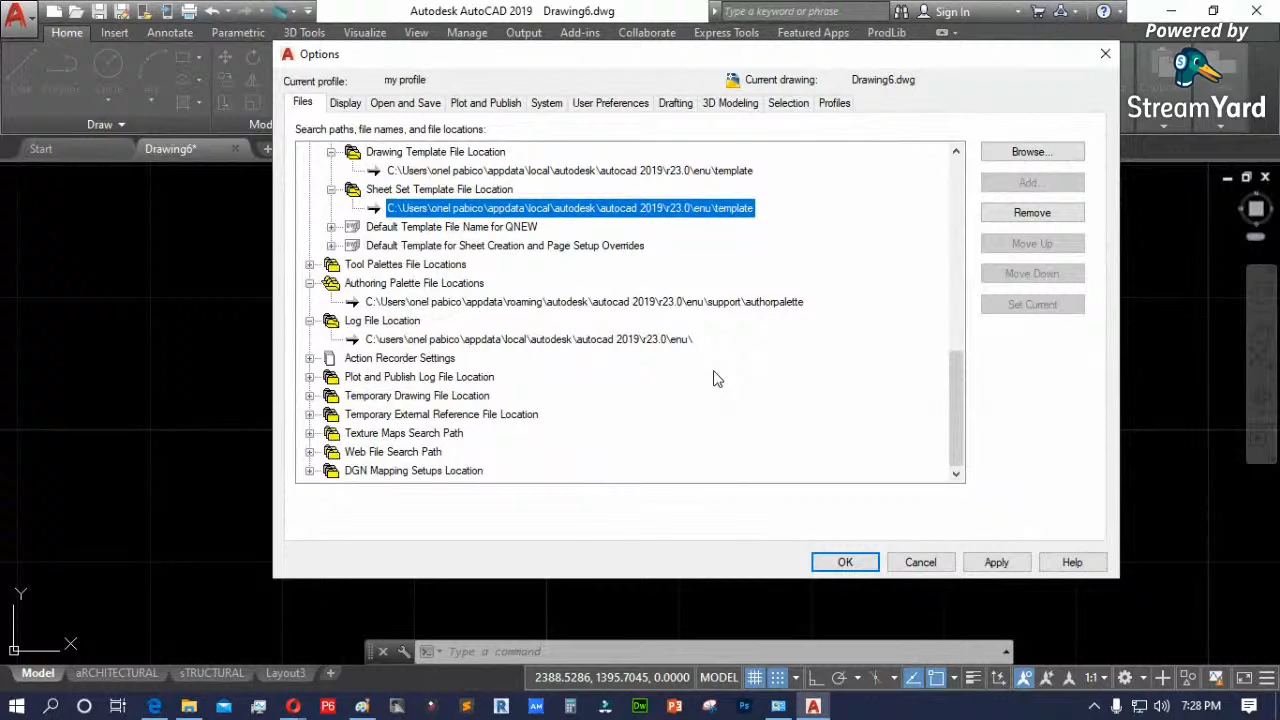 Autodesk AutoCAD 2019 Drawing6.dwg
Type a keyword or phrase
Sign In
Home Insert Annotate Parametric 3D Tools Visualize View Manage Output Add-ins Collaborate Express Tools Featured Apps ProdLib
Powered by
StreamYard
Options
Current profile: my profile
Current drawing: Drawing6.dwg
Files Display Open and Save Plot and Publish System User Preferences Drafting 3D Modeling Selection Profiles
Draw
Mod
Start Drawing6*
Search paths, file names, and file locations:
Drawing Template File Location
C:\Users\onel pabico\appdata\local\autodesk\autocad 2019\r23.0\enu\template
Sheet Set Template File Location
C:\Users\onel pabico\appdata\local\autodesk\autocad 2019\r23.0\enu\template
Default Template File Name for QNEW
Default Template for Sheet Creation and Page Setup Overrides
Tool Palettes File Locations
Authoring Palette File Locations
C:\Users\onel pabico\appdata\roaming\autodesk\autocad 2019\r23.0\enu\support\authorpalette
Log File Location
C:\users\onel pabico\appdata\local\autodesk\autocad 2019\r23.0\enu\
Action Recorder Settings
Plot and Publish Log File Location
Temporary Drawing File Location
Temporary External Reference File Location
Texture Maps Search Path
Web File Search Path
DGN Mapping Setups Location
Browse...
Add...
Remove
Move Up
Move Down
Set Current
OK Cancel Apply Help
Y
X
Type a command
Model aRCHITECTURAL sTRUCTURAL Layout3
2388.5286, 1395.7045, 0.0000 MODEL
1:1
7:28 PM